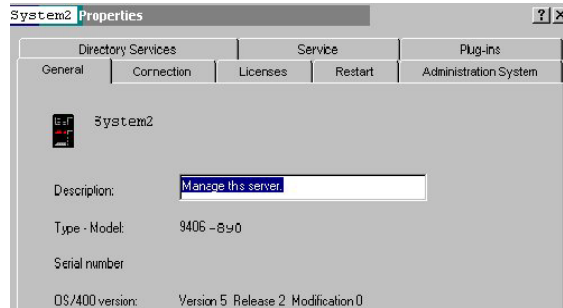 System2 Properties
? ×
Directory Services Service Plug-ins
General Connection Licenses Restart Administration System
System2
Description: Manage ths server.
Type - Model: 9406 - 890
Serial number
OS/400 version: Version 5 Release 2 Modification 0